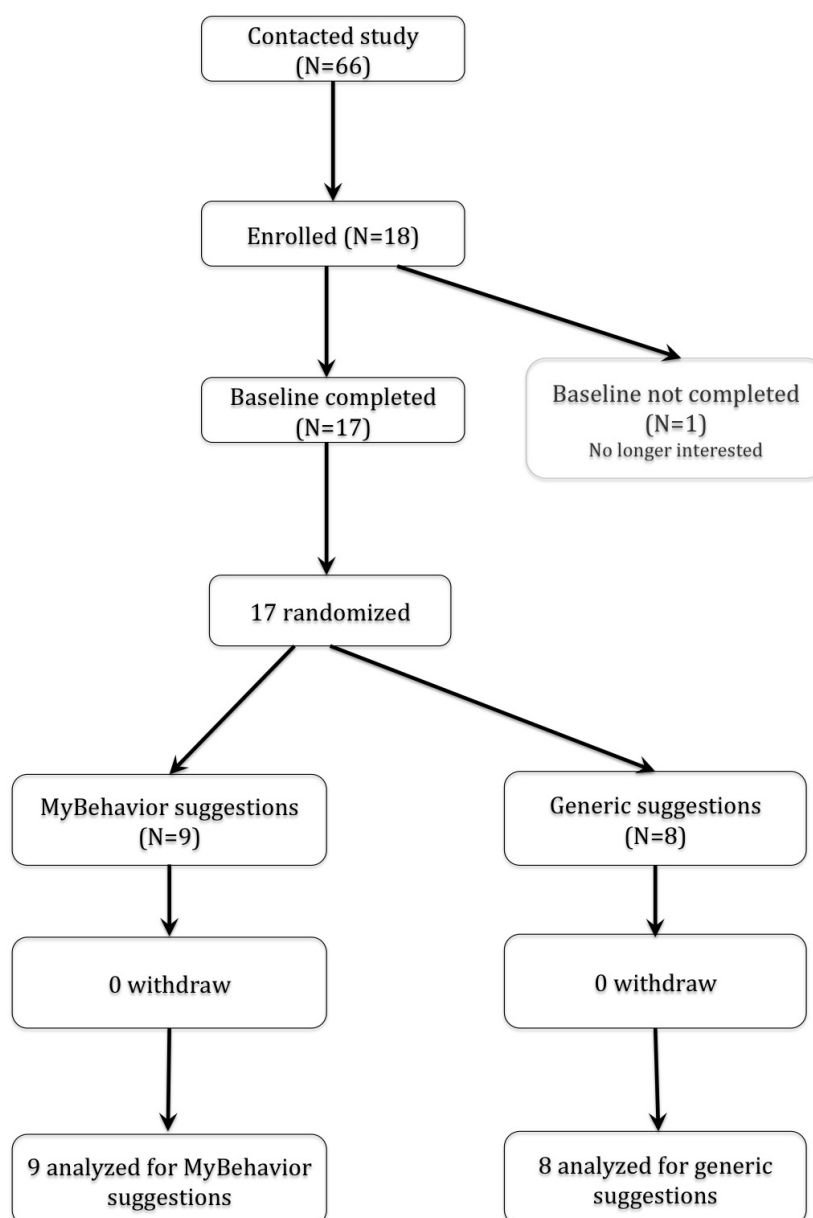 Contacted study
(N=66)
Enrolled (N=18)
Baseline completed
(N=17)
Baseline not completed
(N=1)
No longer interested
17 randomized
MyBehavior suggestions
(N=9)
Generic suggestions
(N=8)
0 withdraw
0 withdraw
9 analyzed for MyBehavior
suggestions
8 analyzed for generic
suggestions